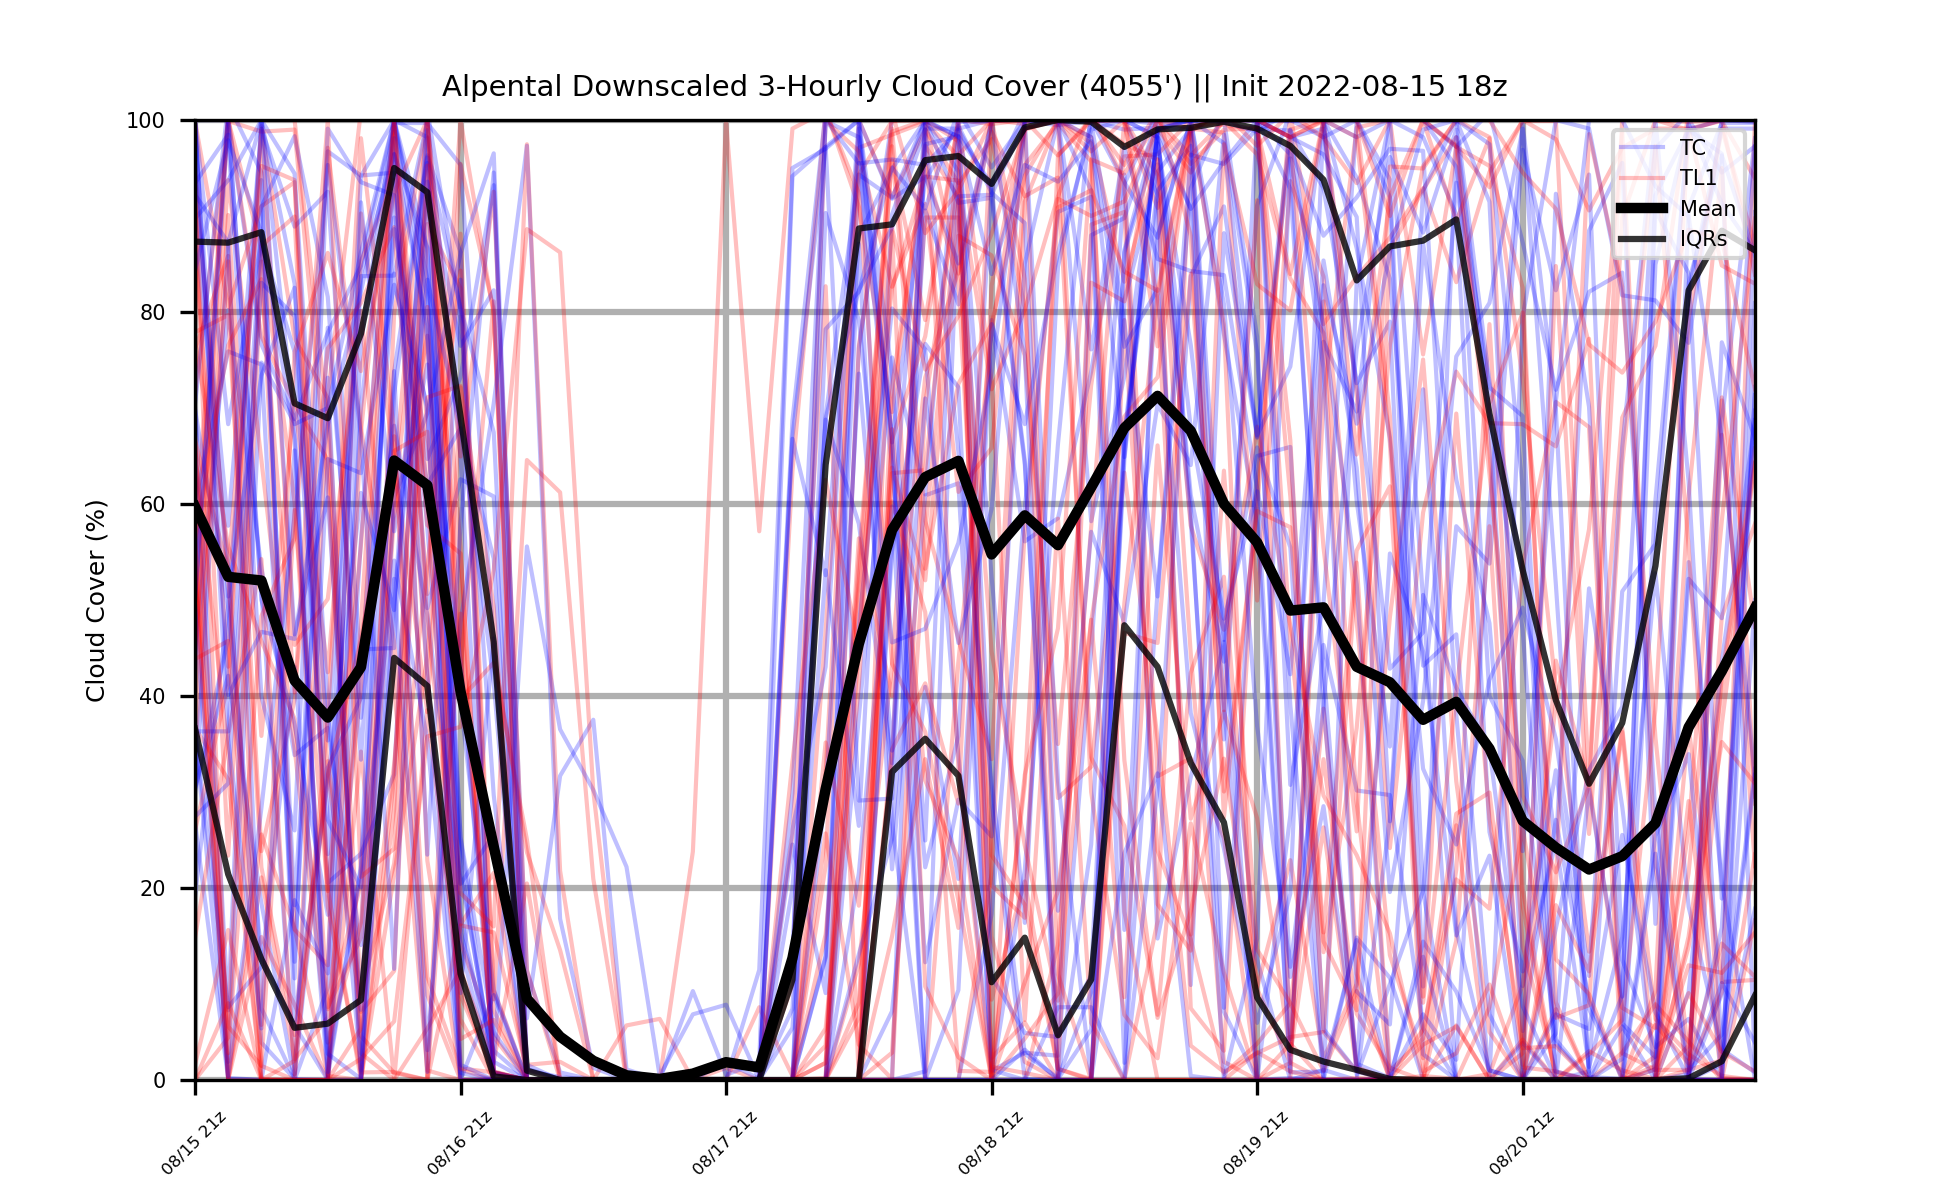 Alpental Downscaled 3-Hourly Cloud Cover (4055') || Init 2022-08-15 18z
100
80
60
40
20
0
Cloud Cover (%)
TC
TL1
Mean
IQRs
08/15 21z
08/16 21z
08/17 21z
08/18 21z
08/19 21z
08/20 21z